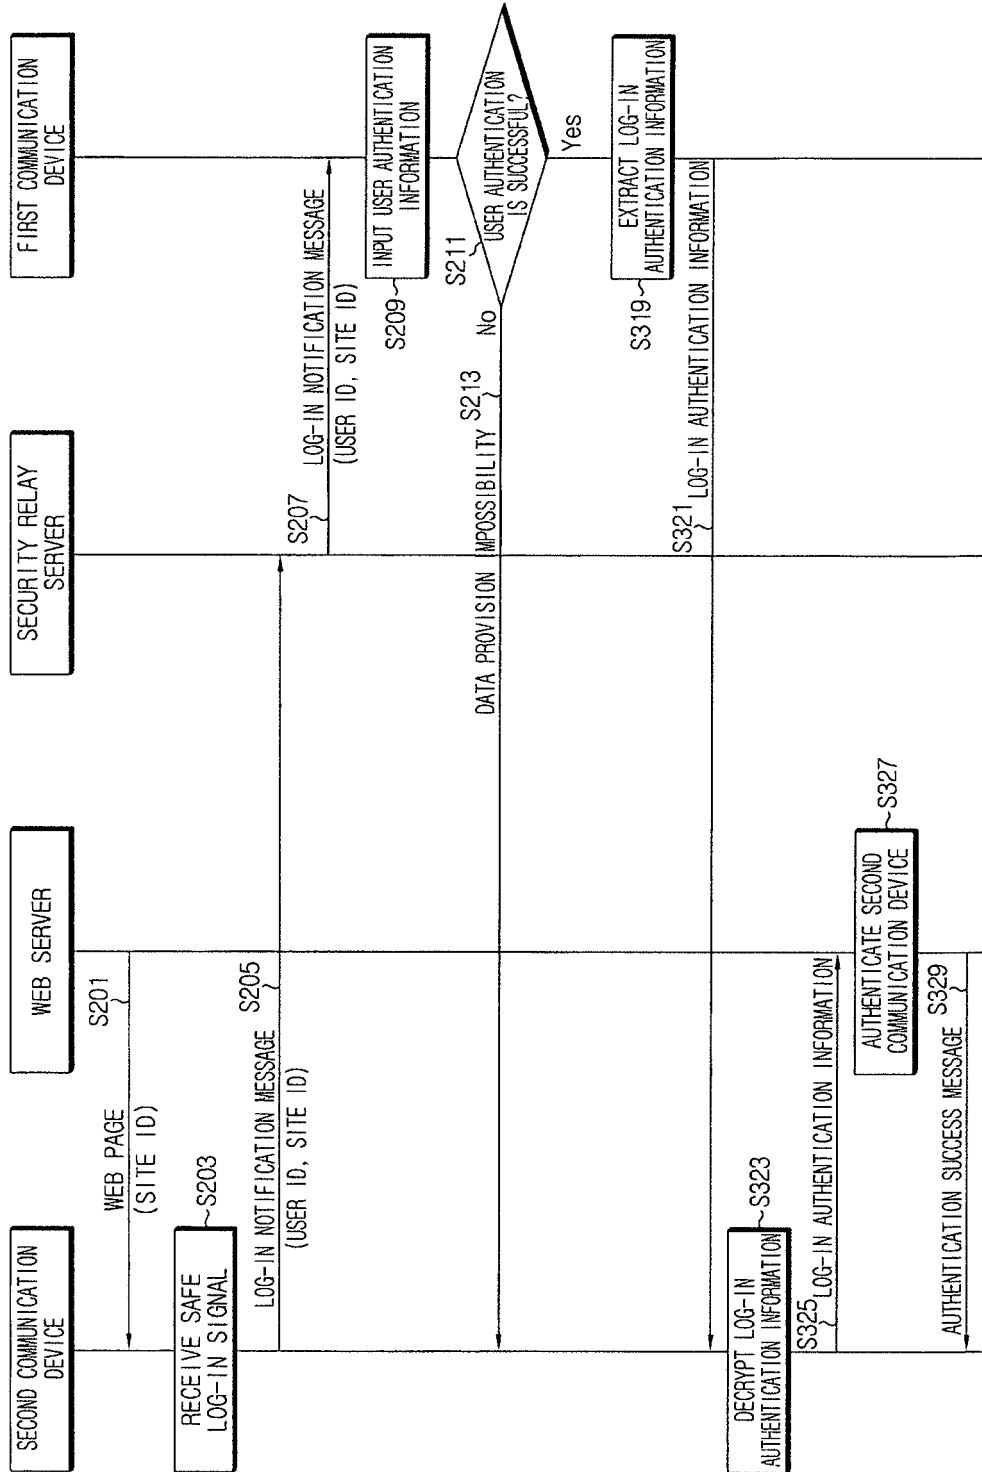 SECOND COMMUNICATION
DEVICE
WEB SERVER
SECURITY RELAY
SERVER
FIRST COMMUNICATION
DEVICE
S201
WEB PAGE
(SITE ID)
RECEIVE SAFE
LOG-IN SIGNAL
S203
LOG-IN NOTIFICATION MESSAGE
(USER ID, SITE ID)
S205
S207
LOG-IN NOTIFICATION MESSAGE
(USER ID, SITE ID)
INPUT USER AUTHENTICATION
INFORMATION
S209
S211
USER AUTHENTICATION
IS SUCCESSFUL?
No
Yes
DATA PROVISION IMPOSSIBILITY
S213
EXTRACT LOG-IN
AUTHENTICATION INFORMATION
S319
S321
LOG-IN AUTHENTICATION INFORMATION
DECRYPT LOG-IN
AUTHENTICATION INFORMATION
S323
S325
LOG-IN AUTHENTICATION INFORMATION
AUTHENTICATE SECOND
COMMUNICATION DEVICE
S327
AUTHENTICATION SUCCESS MESSAGE
S329